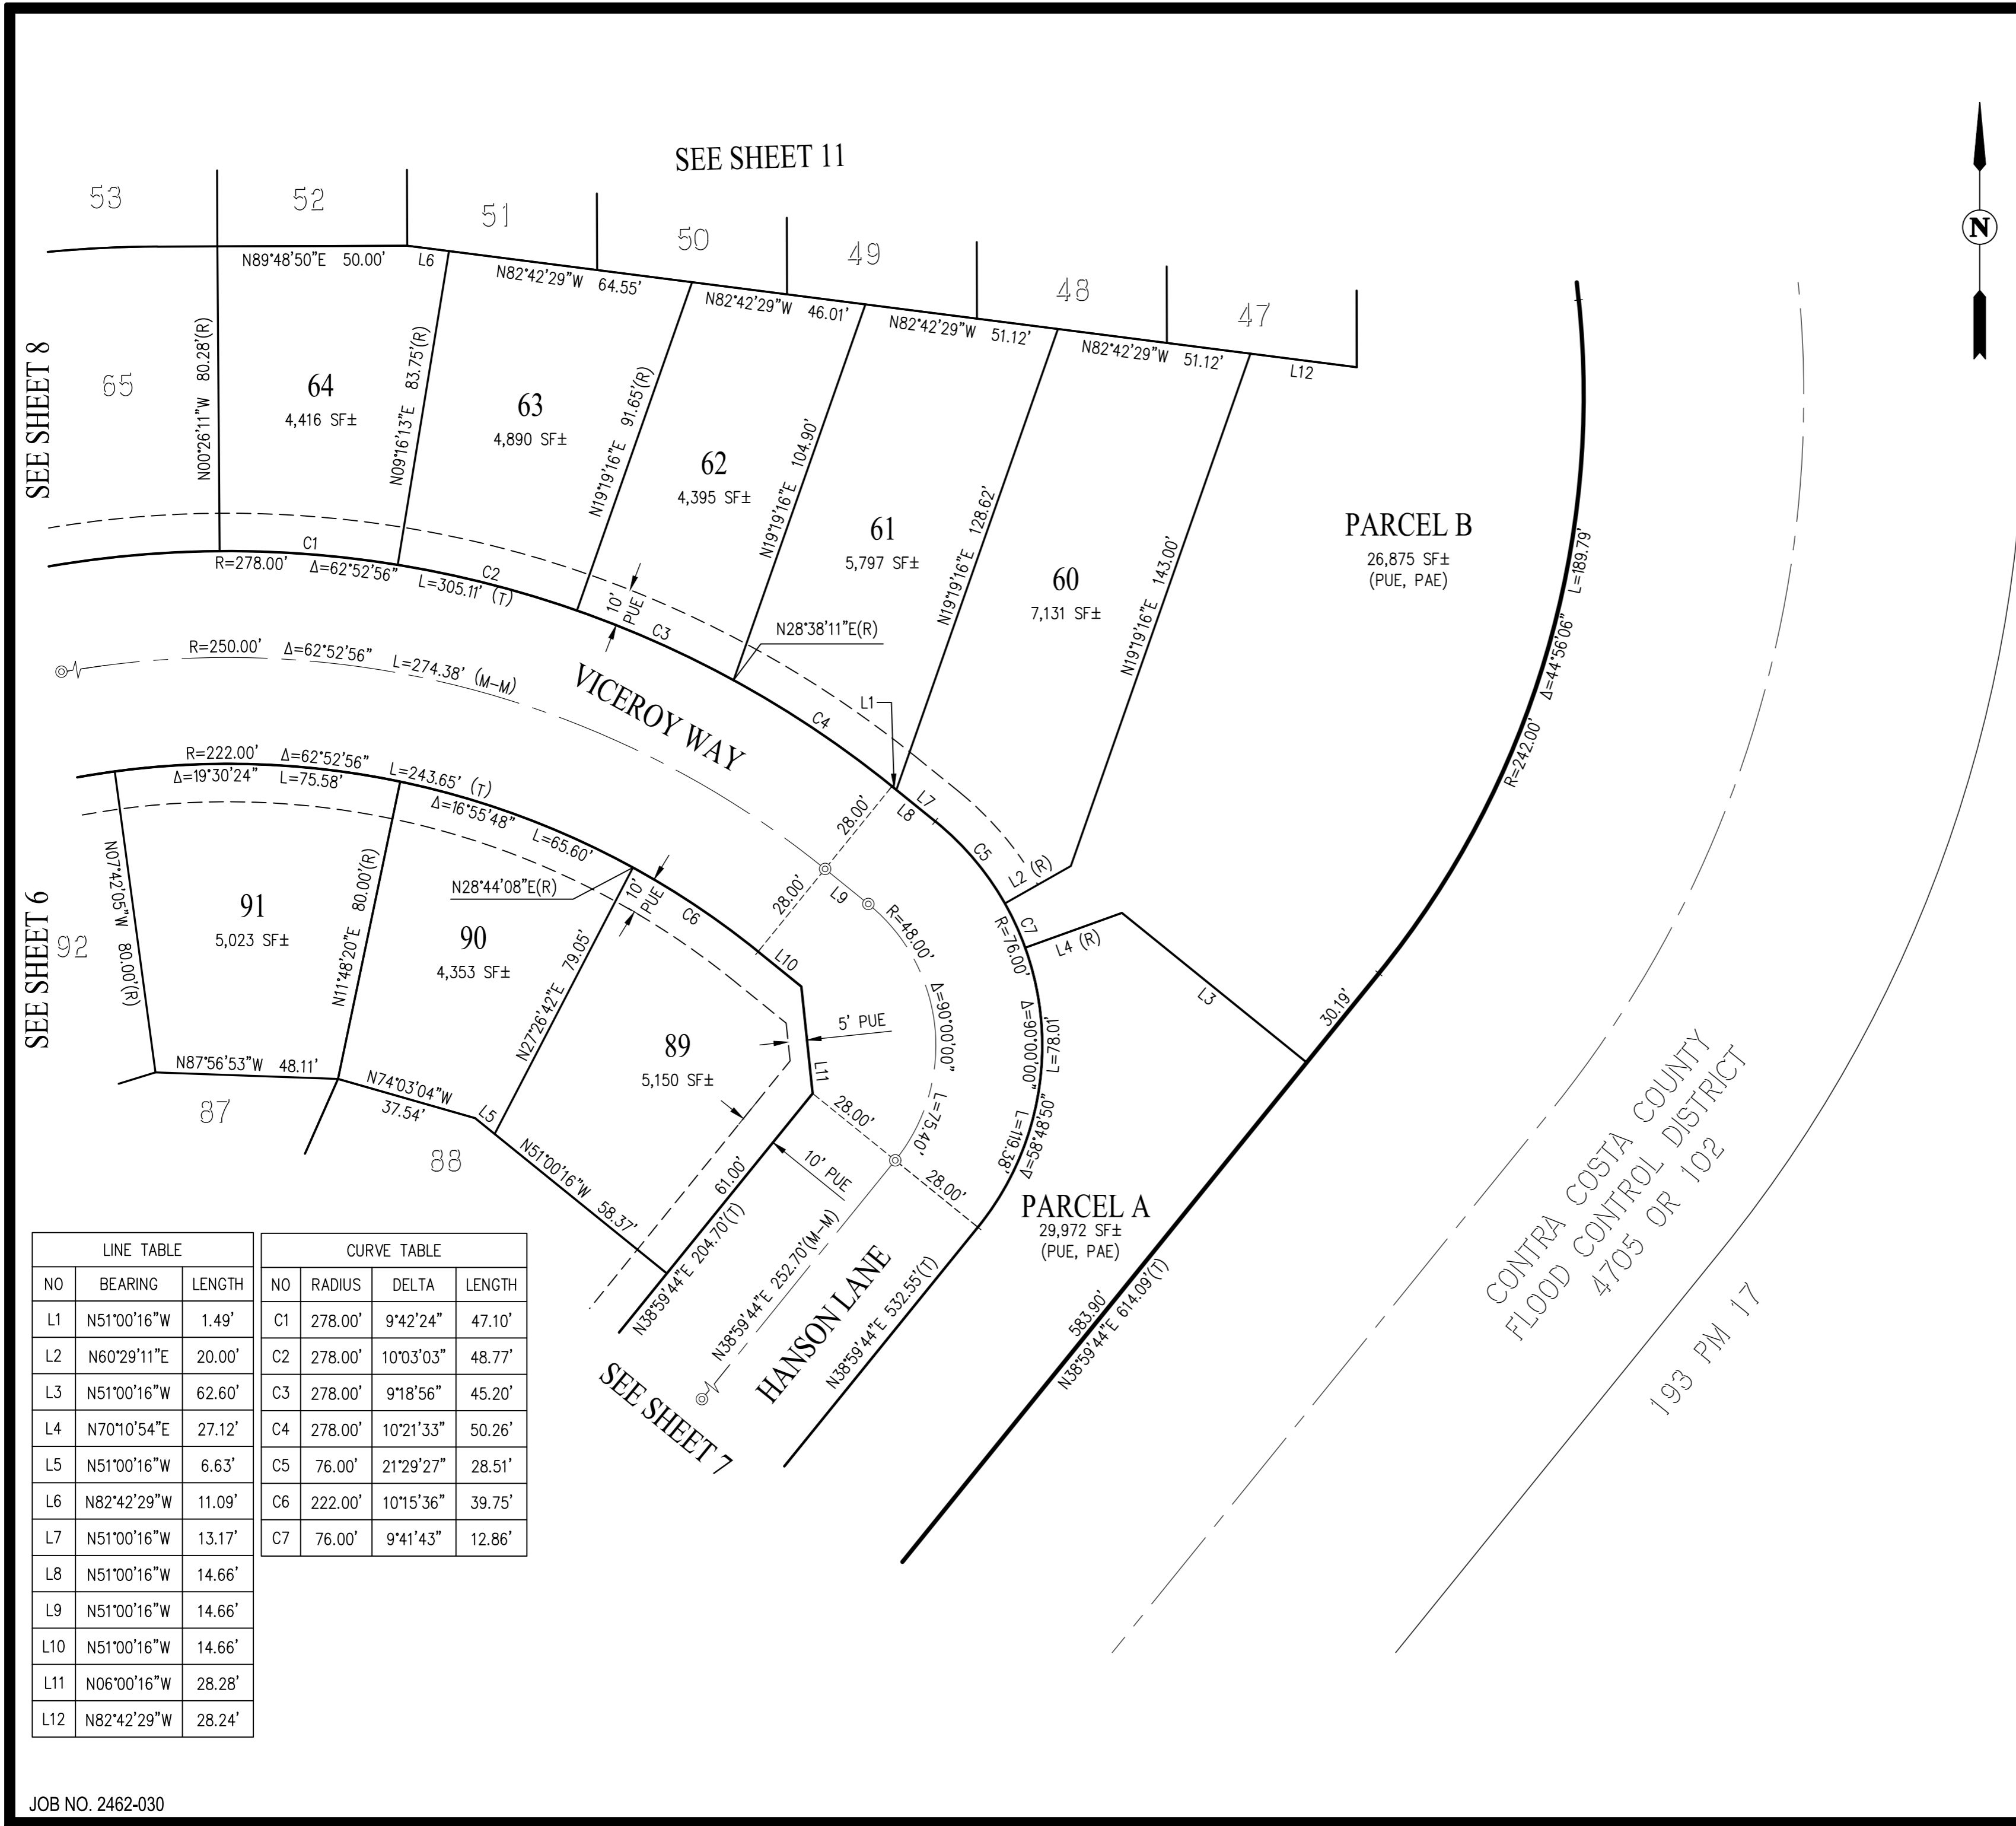 SEE SHEET 11
53
52
51
50
49
48
47
N
N89°48'50"E 50.00'
L6
N82°42'29"W 64.55'
N82°42'29"W 46.01'
N82°42'29"W 51.12'
N82°42'29"W 51.12'
L12
SEE SHEET 8
65
N00°26'11"W 80.28'(R)
64
4,416 SF±
N09°16'13"E 83.75'(R)
63
4,890 SF±
N19°19'16"E 91.65'(R)
62
4,395 SF±
N19°19'16"E 104.90'
61
5,797 SF±
N19°19'16"E 128.62'
60
7,131 SF±
N19°19'16"E 143.00'
PARCEL B
26,875 SF±
(PUE, PAE)
R=242.00' Δ=44°56'06" L=189.79'
C1
R=278.00' Δ=62°52'56" L=305.11' (T)
C2
10'
PUE
C3
N28°38'11"E(R)
L1
C4
R=250.00' Δ=62°52'56" L=274.38' (M-M)
VICEROY WAY
28.00'
L7
L8
C5
L2 (R)
R=222.00' Δ=62°52'56" L=243.65' (T)
Δ=19°30'24" L=75.58'
Δ=16°55'48" L=65.60'
N28°44'08"E(R)
10'
PUE
C6
28.00'
L9
L10
C7
L4 (R)
L3
30.19'
SEE SHEET 6
92
N07°42'05"W 80.00'(R)
91
5,023 SF±
N11°48'20"E 80.00'(R)
90
4,353 SF±
N27°26'42"E 79.05'
89
5,150 SF±
5' PUE
L11
R=48.00' Δ=90°00'00" L=75.40'
R=76.00' Δ=90°00'00" L=119.38'
Δ=58°48'50" L=78.01'
N87°56'53"W 48.11'
N74°03'04"W
37.54'
L5
87
88
N51°00'16"W 58.37'
28.00'
28.00'
61.00'
10' PUE
N38°59'44"E 204.70'(T)
N38°59'44"E 252.70'(M-M)
HANSON LANE
N38°59'44"E 532.55'(T)
SEE SHEET 7
PARCEL A
29,972 SF±
(PUE, PAE)
583.90'
N38°59'44"E 614.09'(T)
CONTRA COSTA COUNTY
FLOOD CONTROL DISTRICT
4705 OR 102
193 PM 17
LINE TABLE
NO BEARING LENGTH
L1 N51°00'16"W 1.49'
L2 N60°29'11"E 20.00'
L3 N51°00'16"W 62.60'
L4 N70°10'54"E 27.12'
L5 N51°00'16"W 6.63'
L6 N82°42'29"W 11.09'
L7 N51°00'16"W 13.17'
L8 N51°00'16"W 14.66'
L9 N51°00'16"W 14.66'
L10 N51°00'16"W 14.66'
L11 N06°00'16"W 28.28'
L12 N82°42'29"W 28.24'
CURVE TABLE
NO RADIUS DELTA LENGTH
C1 278.00' 9°42'24" 47.10'
C2 278.00' 10°03'03" 48.77'
C3 278.00' 9°18'56" 45.20'
C4 278.00' 10°21'33" 50.26'
C5 76.00' 21°29'27" 28.51'
C6 222.00' 10°15'36" 39.75'
C7 76.00' 9°41'43" 12.86'
JOB NO. 2462-030